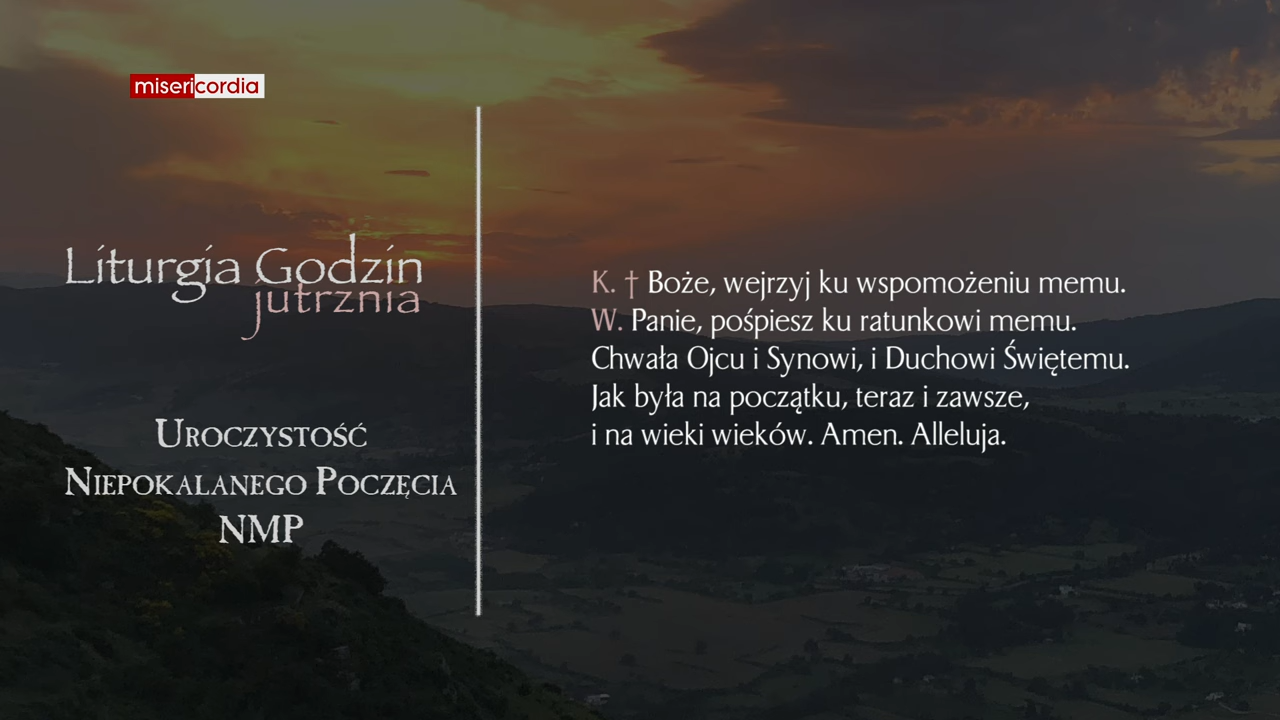 misericordia
Liturgia Godzin
jutrznia
Uroczystość
Niepokalanego Poczęcia
NMP
K. † Boże, wejrzyj ku wspomożeniu memu.
W. Panie, pośpiesz ku ratunkowi memu.
Chwała Ojcu i Synowi, i Duchowi Świętemu.
Jak była na początku, teraz i zawsze,
i na wieki wieków. Amen. Alleluja.